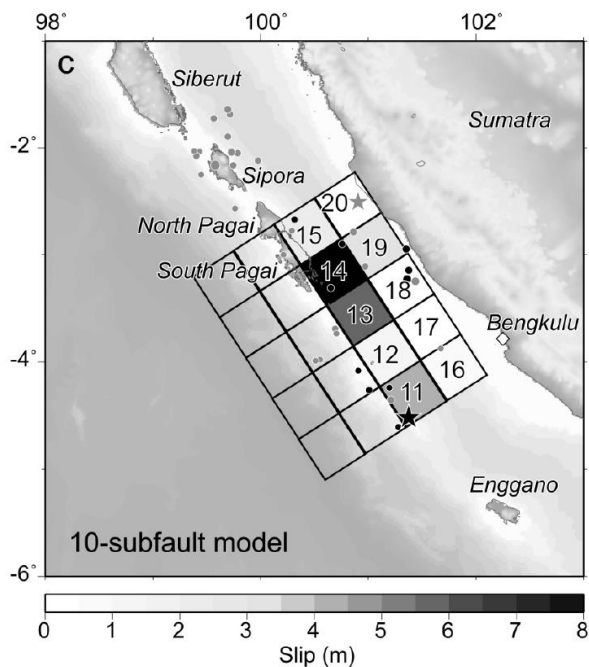 98°
100°
102°
C
Siberut
Sumatra
-2°
Sipora
20
North Pagai
15
19
South Pagai
14
18
13
Bengkulu
17
-4°
12
16
11
Enggano
10-subfault model
-6°
0 1 2 3 4 5 6 7 8
Slip (m)